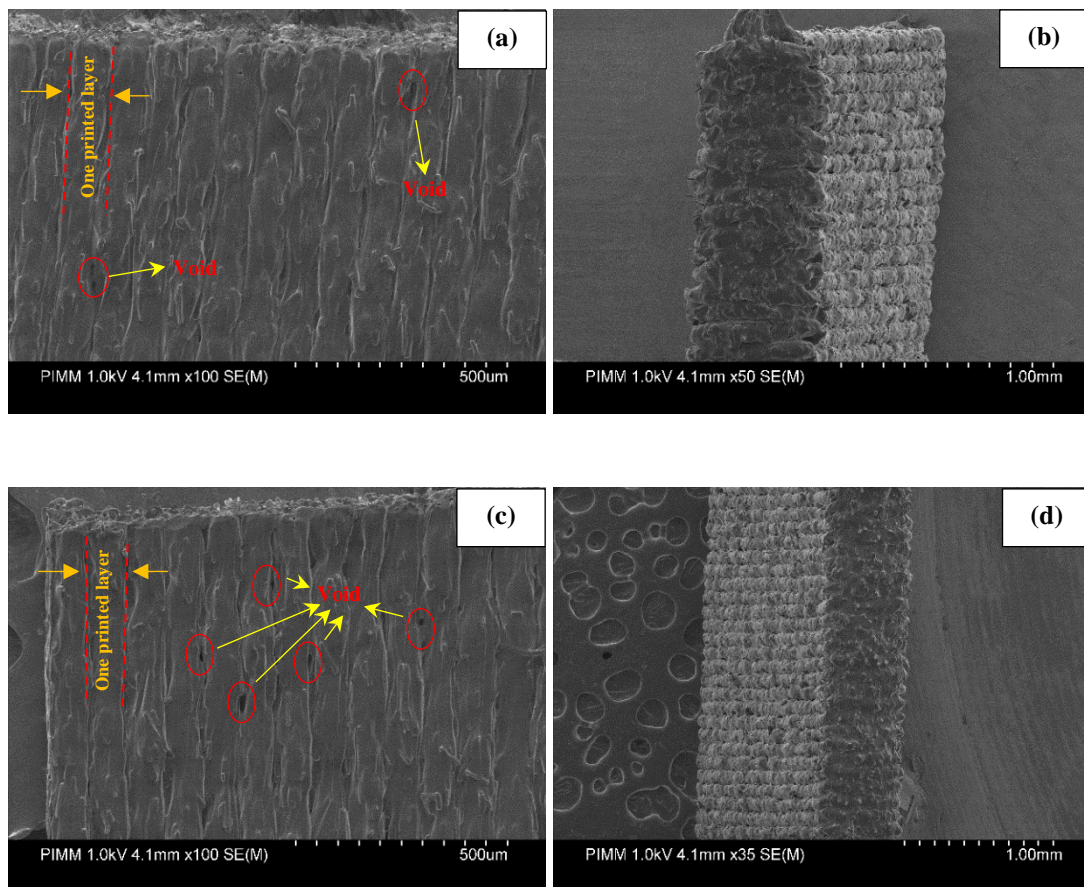 (a)
One printed layer
Void
Void
PIMM 1.0kV 4.1mm x100 SE(M)
500um
(b)
PIMM 1.0kV 4.1mm x50 SE(M)
1.00mm
(c)
One printed layer
Void
PIMM 1.0kV 4.1mm x100 SE(M)
500um
(d)
PIMM 1.0kV 4.1mm x35 SE(M)
1.00mm